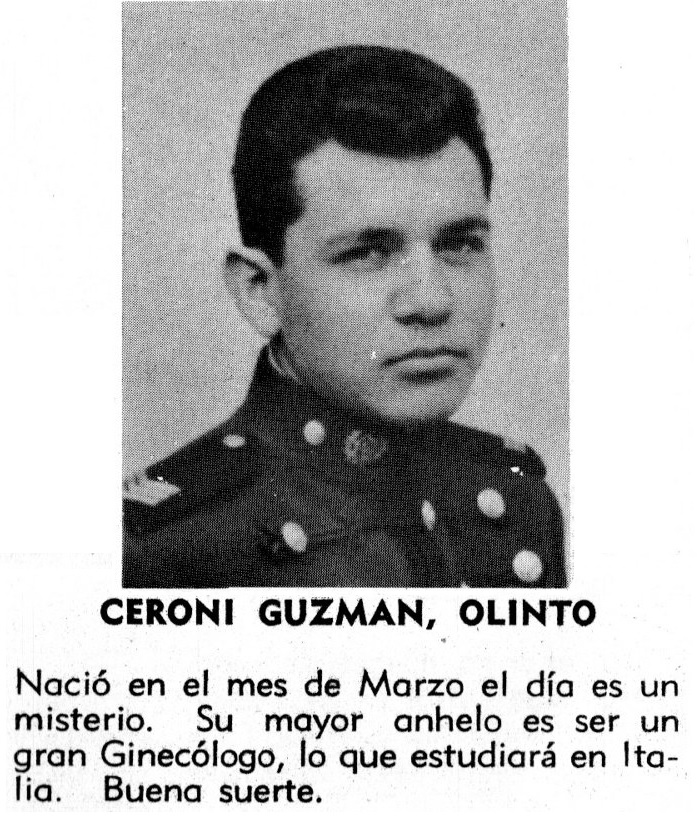 CERONI GUZMAN, OLINTO
Nació en el mes de Marzo el día es un
misterio. Su mayor anhelo es ser un
gran Ginecólogo, lo que estudiará en Ita-
lia. Buena suerte.